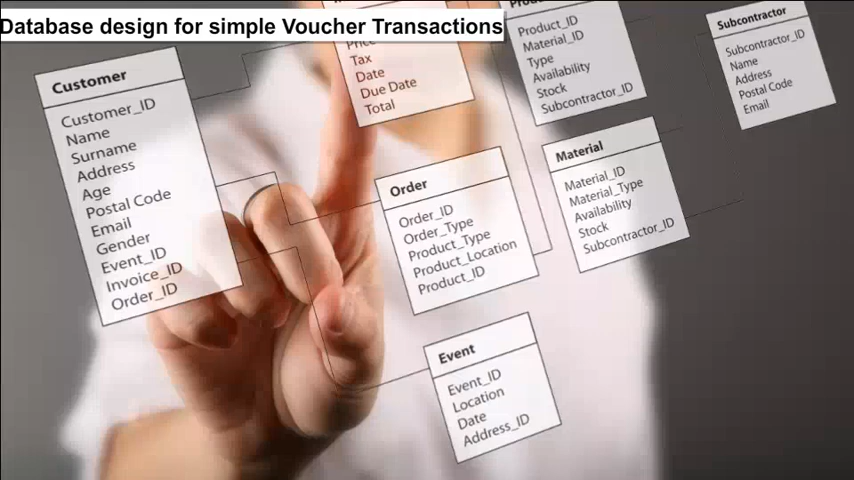 Database design for simple Voucher Transactions
Customer
Customer_ID
Name
Surname
Address
Age
Postal Code
Email
Gender
Event_ID
Invoice_ID
Order_ID
Tax
Date
Due Date
Total
Product_ID
Material_ID
Type
Availability
Stock
Subcontractor_ID
Subcontractor
Subcontractor_ID
Name
Address
Postal Code
Email
Order
Order_ID
Order_Type
Product_Type
Product_Location
Product_ID
Material
Material_ID
Material_Type
Availability
Stock
Subcontractor_ID
Event
Event_ID
Location
Date
Address_ID